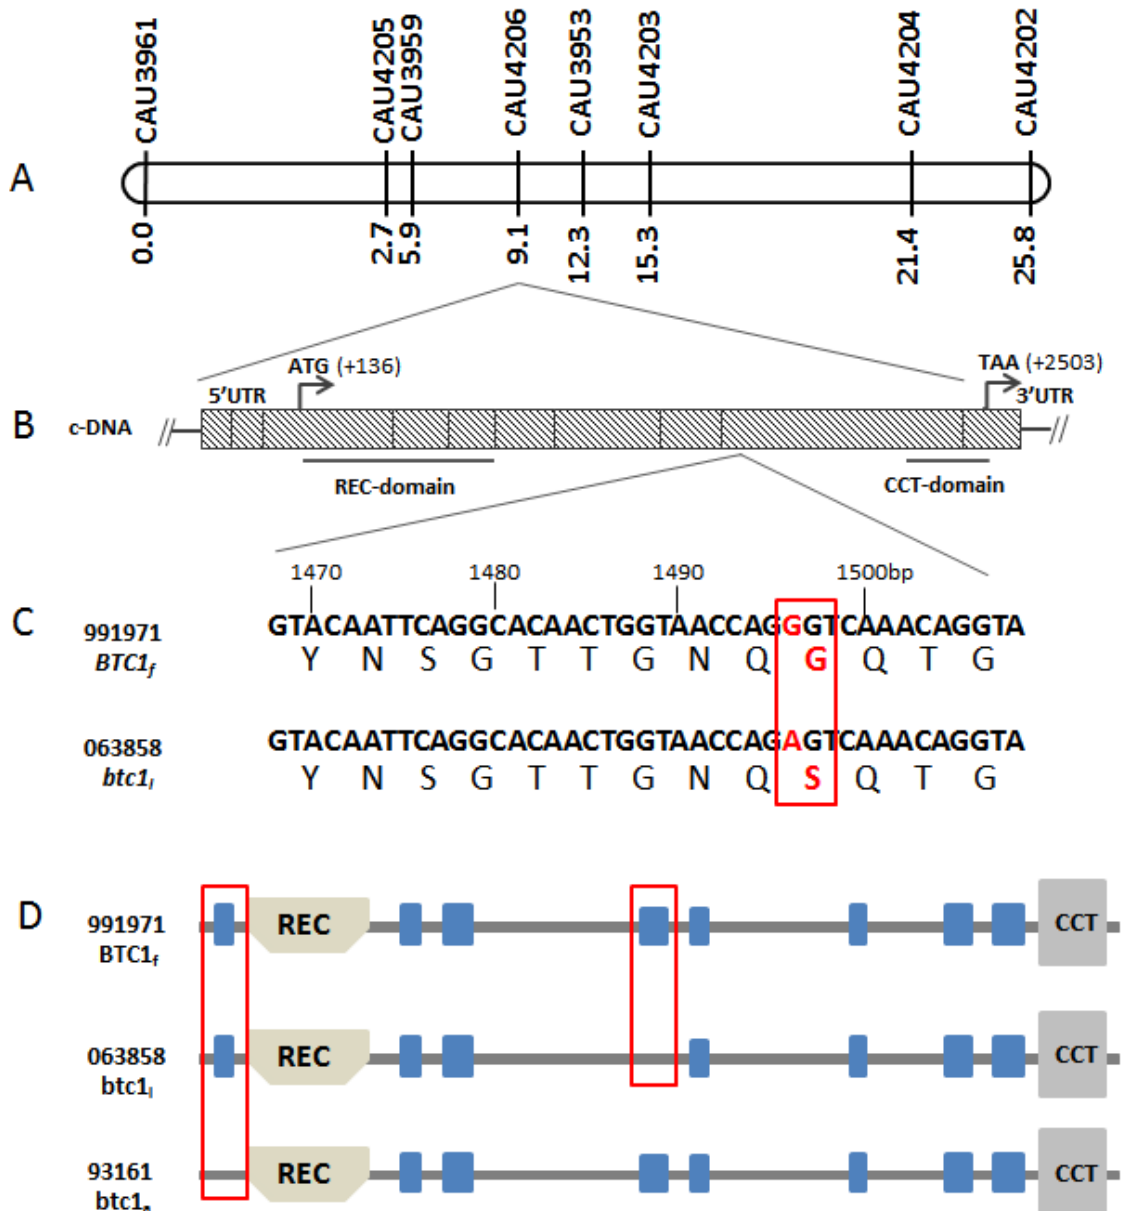 CAU3961 CAU4205 CAU3959 CAU4206 CAU3953 CAU4203 CAU4204 CAU4202
A
0.0 2.7 5.9 9.1 12.3 15.3 21.4 25.8
ATG (+136) TAA (+2503)
5'UTR 3'UTR
B c-DNA // //
REC-domain CCT-domain
1470 1480 1490 1500bp
C 991971 GTACAATTCAGGCACAACTGGTAACCAGGGTCAAACAGGTA
BTC1f Y N S G T T G N Q G Q T G
063858 GTACAATTCAGGCACAACTGGTAACCAGAGTCAAACAGGTA
btc1l Y N S G T T G N Q S Q T G
D 991971 REC CCT
BTC1f
063858 REC CCT
btc1l
93161 REC CCT
btc1a